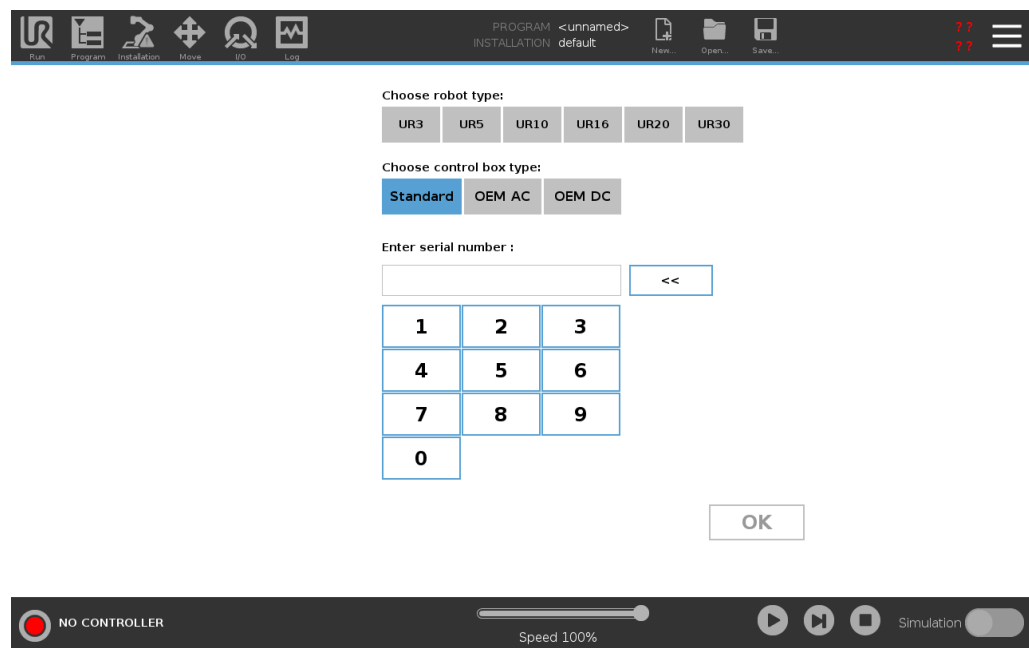 PROGRAM <unnamed>
INSTALLATION default
UR
Run
Program
Installation
Move
I/O
Log
New...
Open...
Save...
? ?
? ?
Choose robot type:
UR3 UR5 UR10 UR16 UR20 UR30
Choose control box type:
Standard OEM AC OEM DC
Enter serial number :
<<
1 2 3
4 5 6
7 8 9
0
OK
NO CONTROLLER
Speed 100%
Simulation